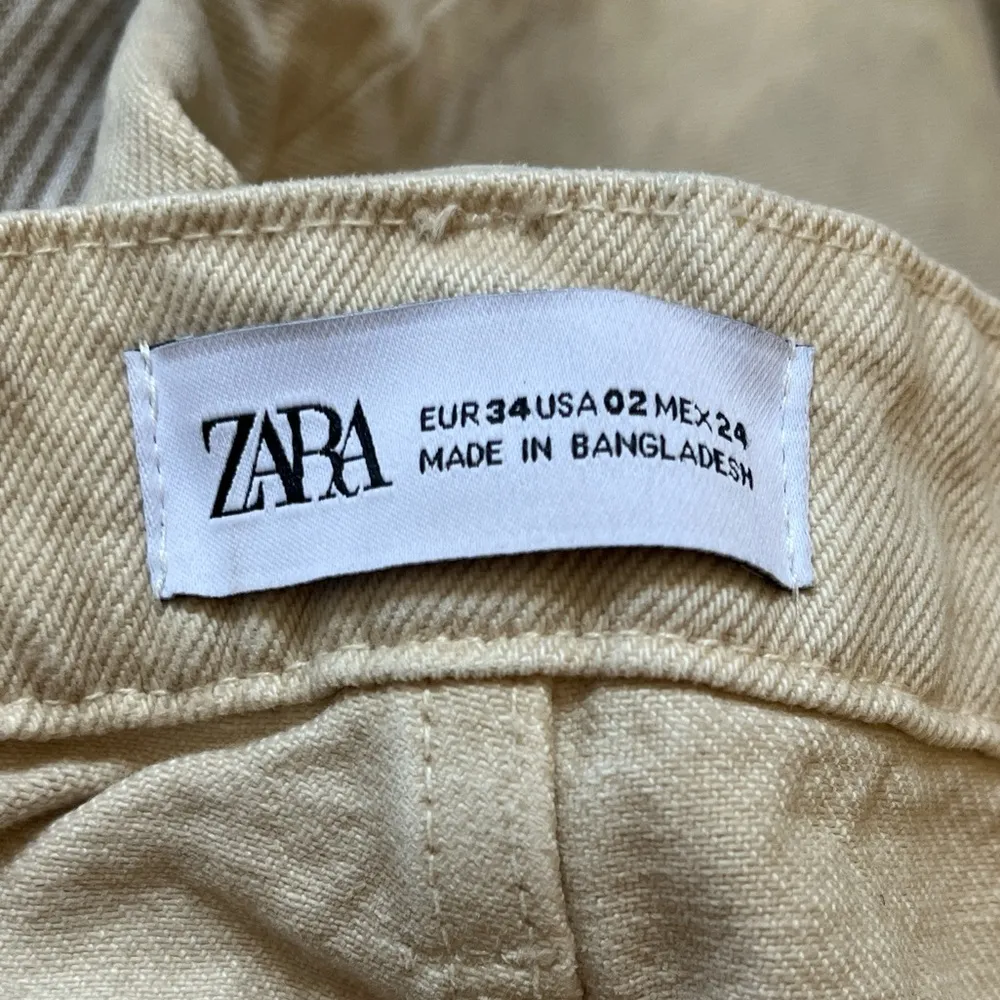 ZARA
EUR 34 USA 02 MEX 24
MADE IN BANGLADESH